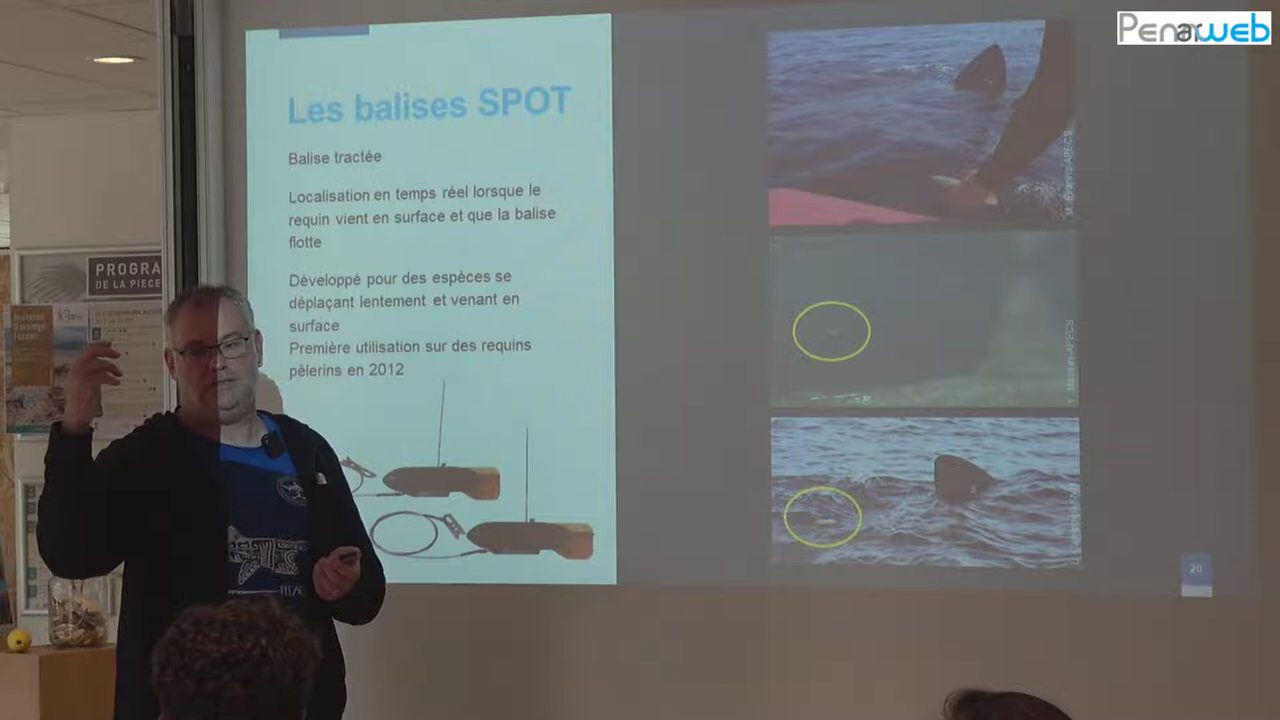 Penarweb
Les balises SPOT
Balise tractée
Localisation en temps réel lorsque le
requin vient en surface et que la balise
flotte
Développé pour des espèces se
déplaçant lentement et venant en
surface
Première utilisation sur des requins
pèlerins en 2012
PROGRA
DE LA PIECE
20